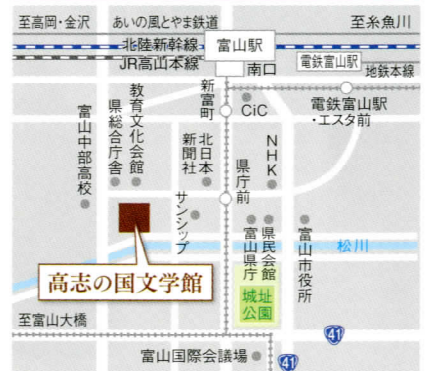 至高岡・金沢
あいの風とやま鉄道
至糸魚川
北陸新幹線
富山駅
JR高山本線
南口
電鉄富山駅
地鉄本線
新富町
CiC
電鉄富山駅
・エスタ前
富山中部高校
県総合庁舎
教育文化会館
北日本
新聞社
NHK
県庁前
サンシップ
富山県庁
県民会館
富山市役所
松川
高志の国文学館
城址
公園
至富山大橋
41
富山国際会議場
41